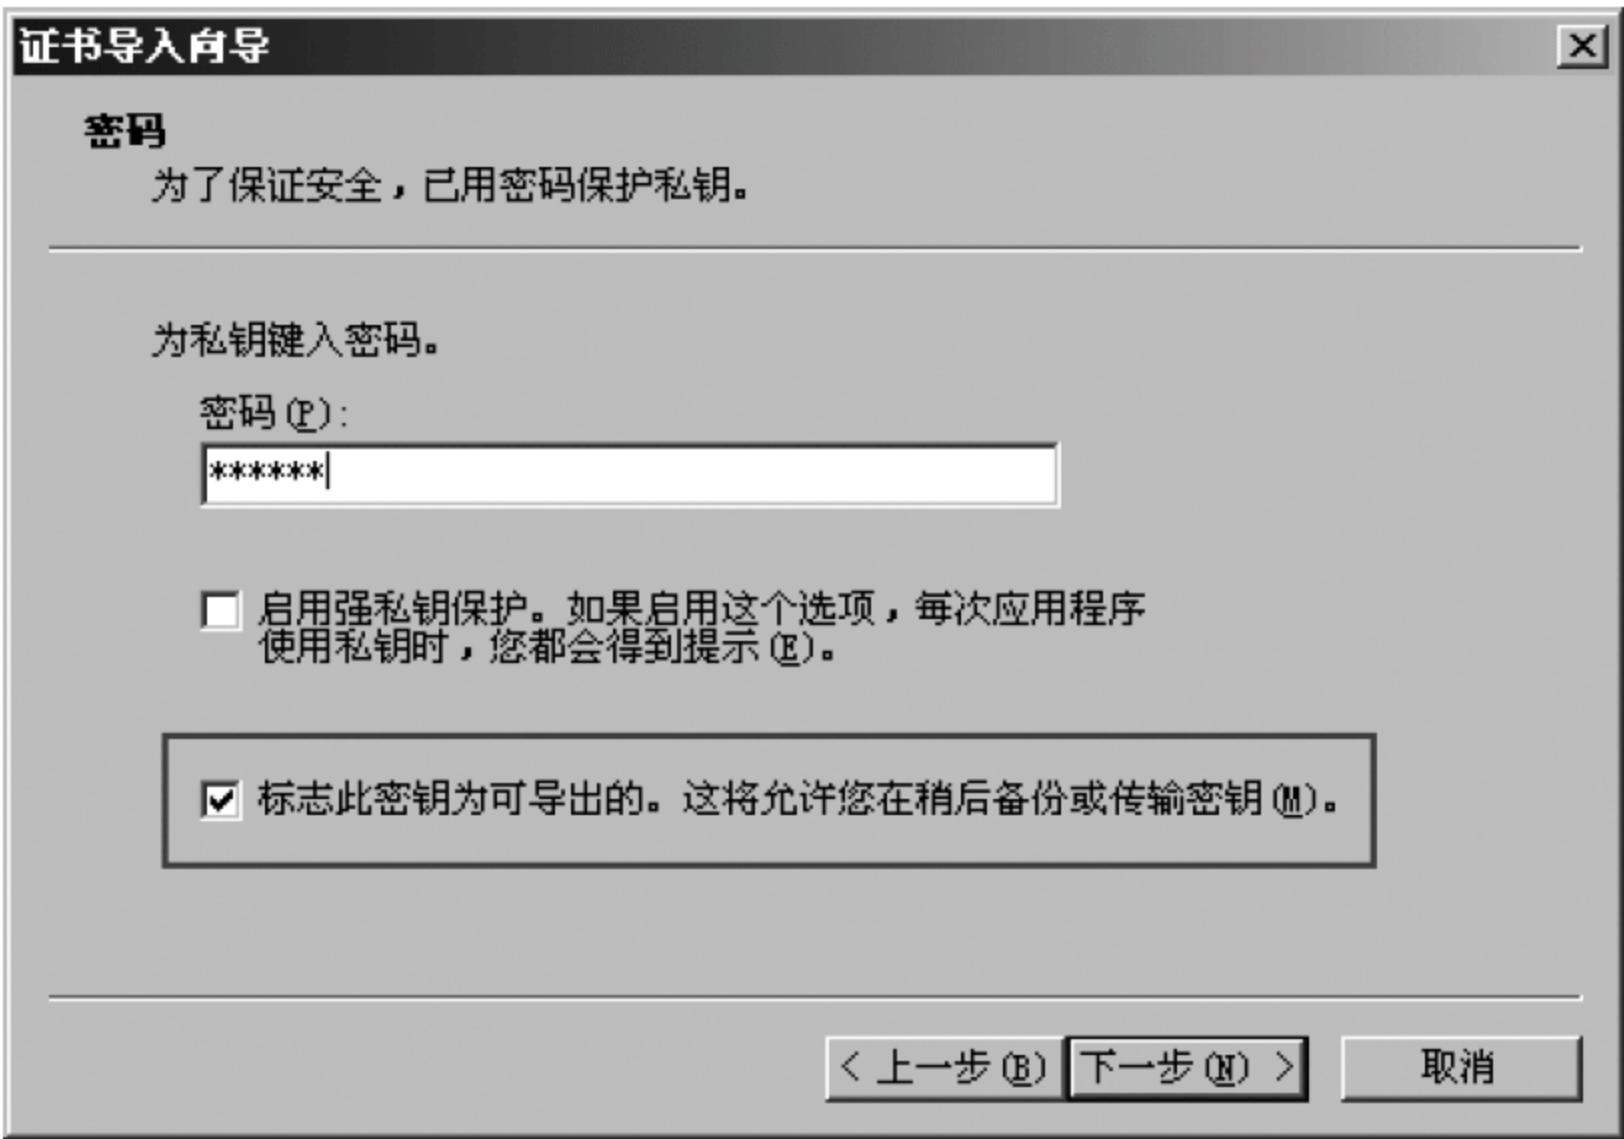 证书导入向导
密码
为了保证安全，已用密码保护私钥。
为私钥键入密码。
密码(P):
******
启用强私钥保护。如果启用这个选项，每次应用程序
使用私钥时，您都会得到提示(E)。
标志此密钥为可导出的。这将允许您在稍后备份或传输密钥(M)。
< 上一步(B) 下一步(N) > 取消